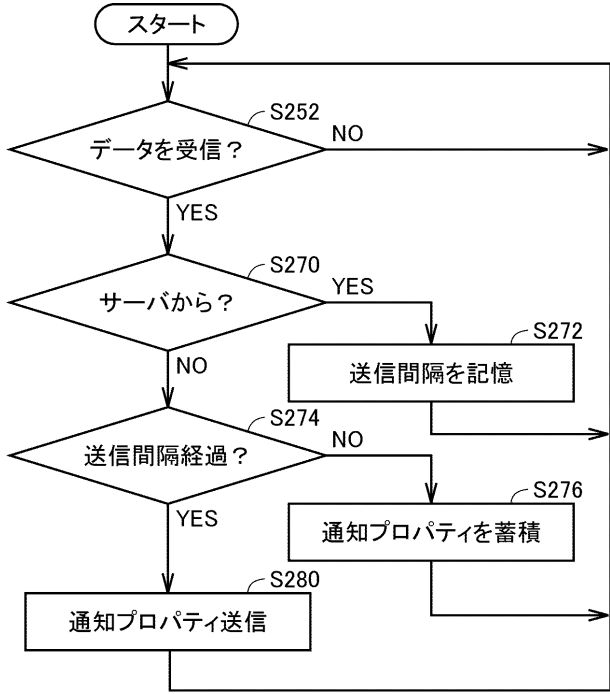 スタート
S252
データを受信？
NO
YES
S270
サーバから？
YES
NO
S272
送信間隔を記憶
S274
送信間隔経過？
NO
YES
S276
通知プロパティを蓄積
S280
通知プロパティ送信